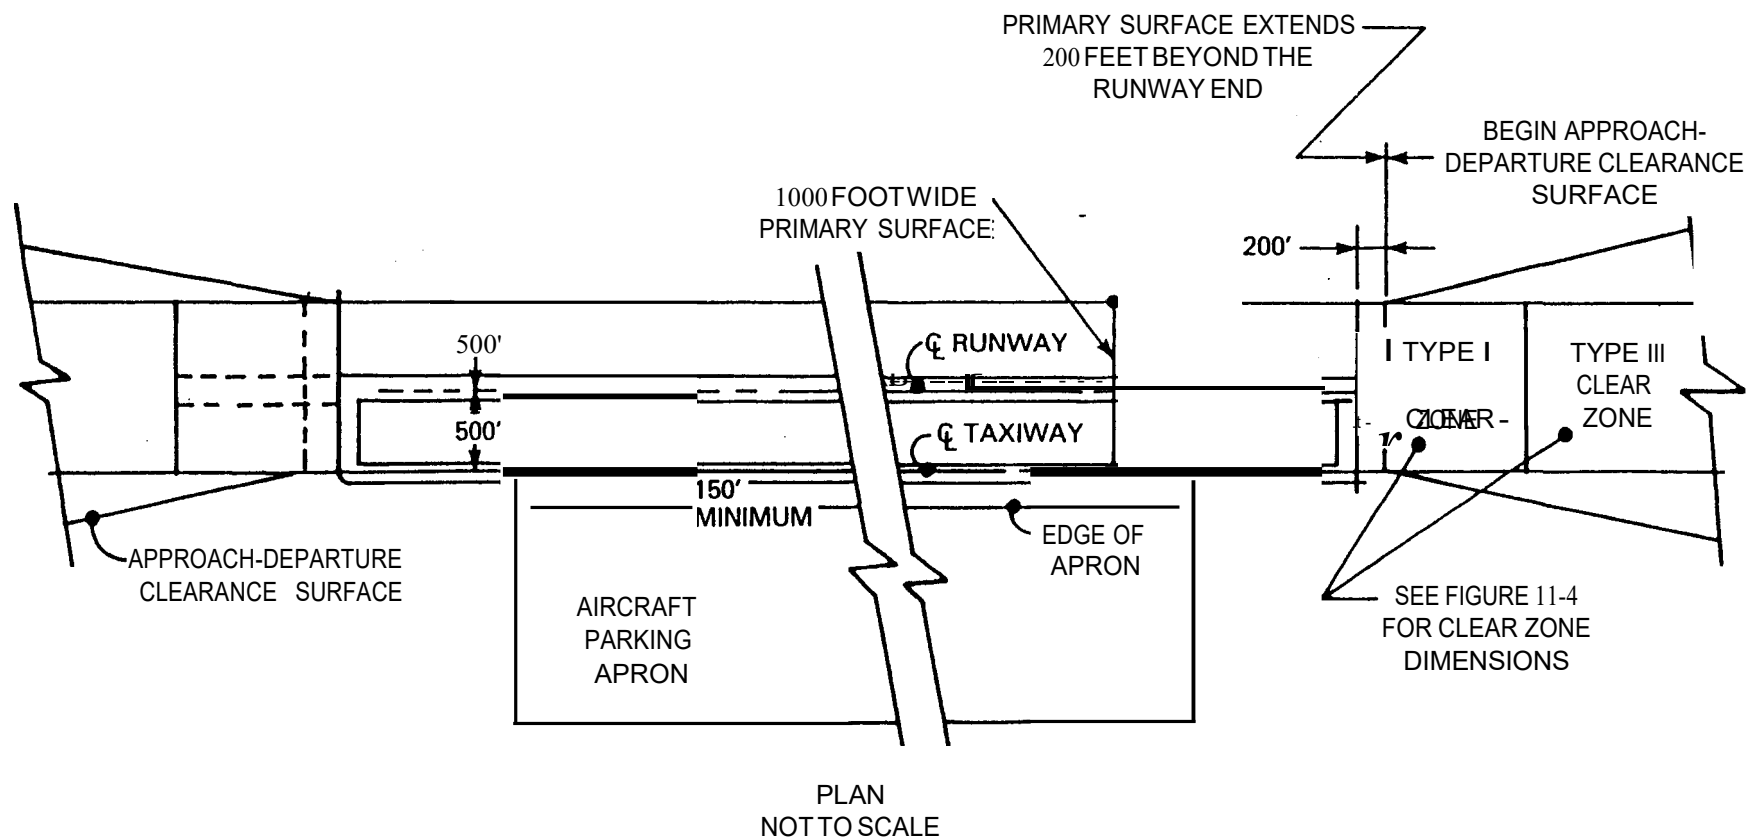 PRIMARY SURFACE EXTENDS
200 FEET BEYOND THE
RUNWAY END
BEGIN APPROACH-
DEPARTURE CLEARANCE
SURFACE
1000 FOOT WIDE
PRIMARY SURFACE
200'
500'
℄ RUNWAY
TYPE I
CLEAR
ZONE
TYPE III
CLEAR
ZONE
500'
℄ TAXIWAY
150'
MINIMUM
EDGE OF
APRON
APPROACH-DEPARTURE
CLEARANCE SURFACE
AIRCRAFT
PARKING
APRON
SEE FIGURE 11-4
FOR CLEAR ZONE
DIMENSIONS
PLAN
NOT TO SCALE